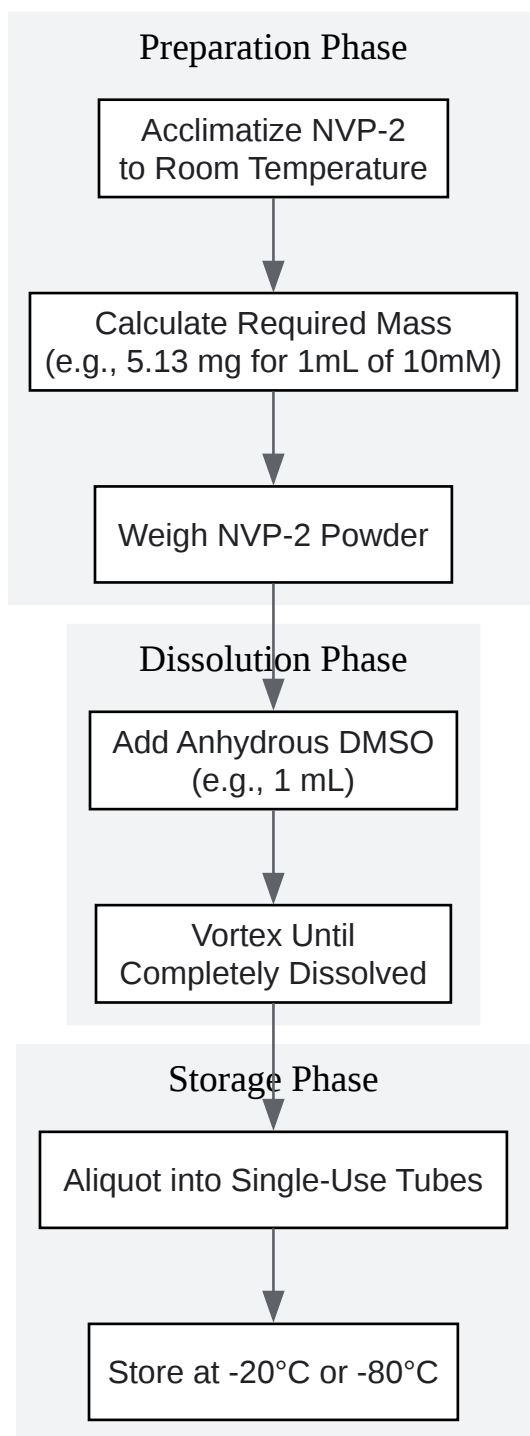 Preparation Phase
Acclimatize NVP-2
to Room Temperature
Calculate Required Mass
(e.g., 5.13 mg for 1mL of 10mM)
Weigh NVP-2 Powder
Dissolution Phase
Add Anhydrous DMSO
(e.g., 1 mL)
Vortex Until
Completely Dissolved
Storage Phase
Aliquot into Single-Use Tubes
Store at -20°C or -80°C